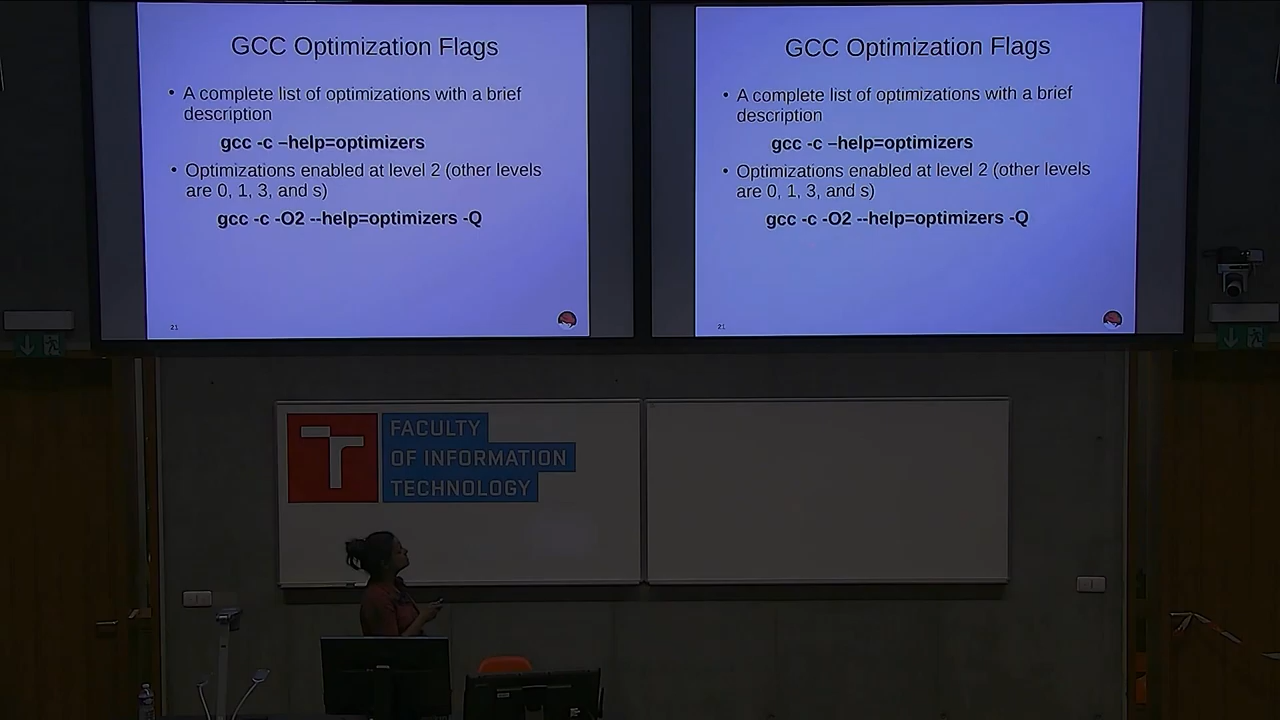 GCC Optimization Flags
• A complete list of optimizations with a brief
description
gcc -c –help=optimizers
• Optimizations enabled at level 2 (other levels
are 0, 1, 3, and s)
gcc -c -O2 --help=optimizers -Q
21
GCC Optimization Flags
• A complete list of optimizations with a brief
description
gcc -c –help=optimizers
• Optimizations enabled at level 2 (other levels
are 0, 1, 3, and s)
gcc -c -O2 --help=optimizers -Q
21
T
FACULTY
OF INFORMATION
TECHNOLOGY